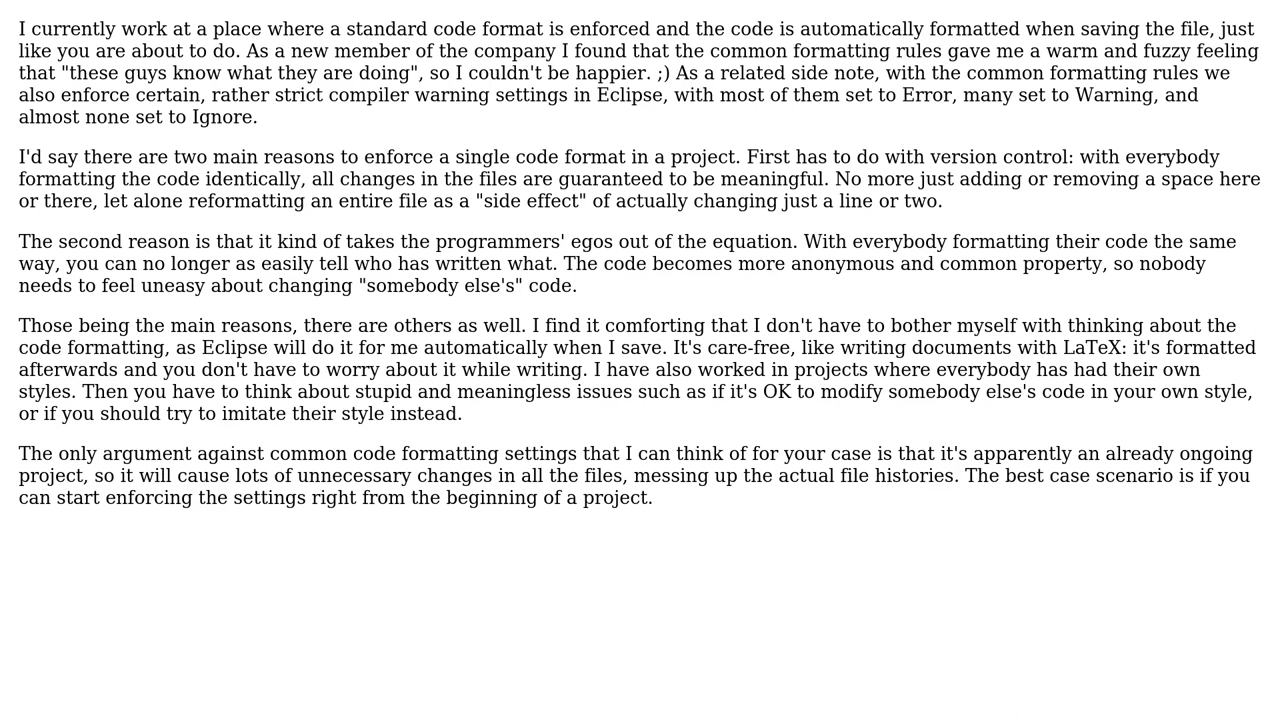 I currently work at a place where a standard code format is enforced and the code is automatically formatted when saving the file, just
like you are about to do. As a new member of the company I found that the common formatting rules gave me a warm and fuzzy feeling
that "these guys know what they are doing", so I couldn't be happier. ;) As a related side note, with the common formatting rules we
also enforce certain, rather strict compiler warning settings in Eclipse, with most of them set to Error, many set to Warning, and
almost none set to Ignore.
I'd say there are two main reasons to enforce a single code format in a project. First has to do with version control: with everybody
formatting the code identically, all changes in the files are guaranteed to be meaningful. No more just adding or removing a space here
or there, let alone reformatting an entire file as a "side effect" of actually changing just a line or two.
The second reason is that it kind of takes the programmers' egos out of the equation. With everybody formatting their code the same
way, you can no longer as easily tell who has written what. The code becomes more anonymous and common property, so nobody
needs to feel uneasy about changing "somebody else's" code.
Those being the main reasons, there are others as well. I find it comforting that I don't have to bother myself with thinking about the
code formatting, as Eclipse will do it for me automatically when I save. It's care-free, like writing documents with LaTeX: it's formatted
afterwards and you don't have to worry about it while writing. I have also worked in projects where everybody has had their own
styles. Then you have to think about stupid and meaningless issues such as if it's OK to modify somebody else's code in your own style,
or if you should try to imitate their style instead.
The only argument against common code formatting settings that I can think of for your case is that it's apparently an already ongoing
project, so it will cause lots of unnecessary changes in all the files, messing up the actual file histories. The best case scenario is if you
can start enforcing the settings right from the beginning of a project.